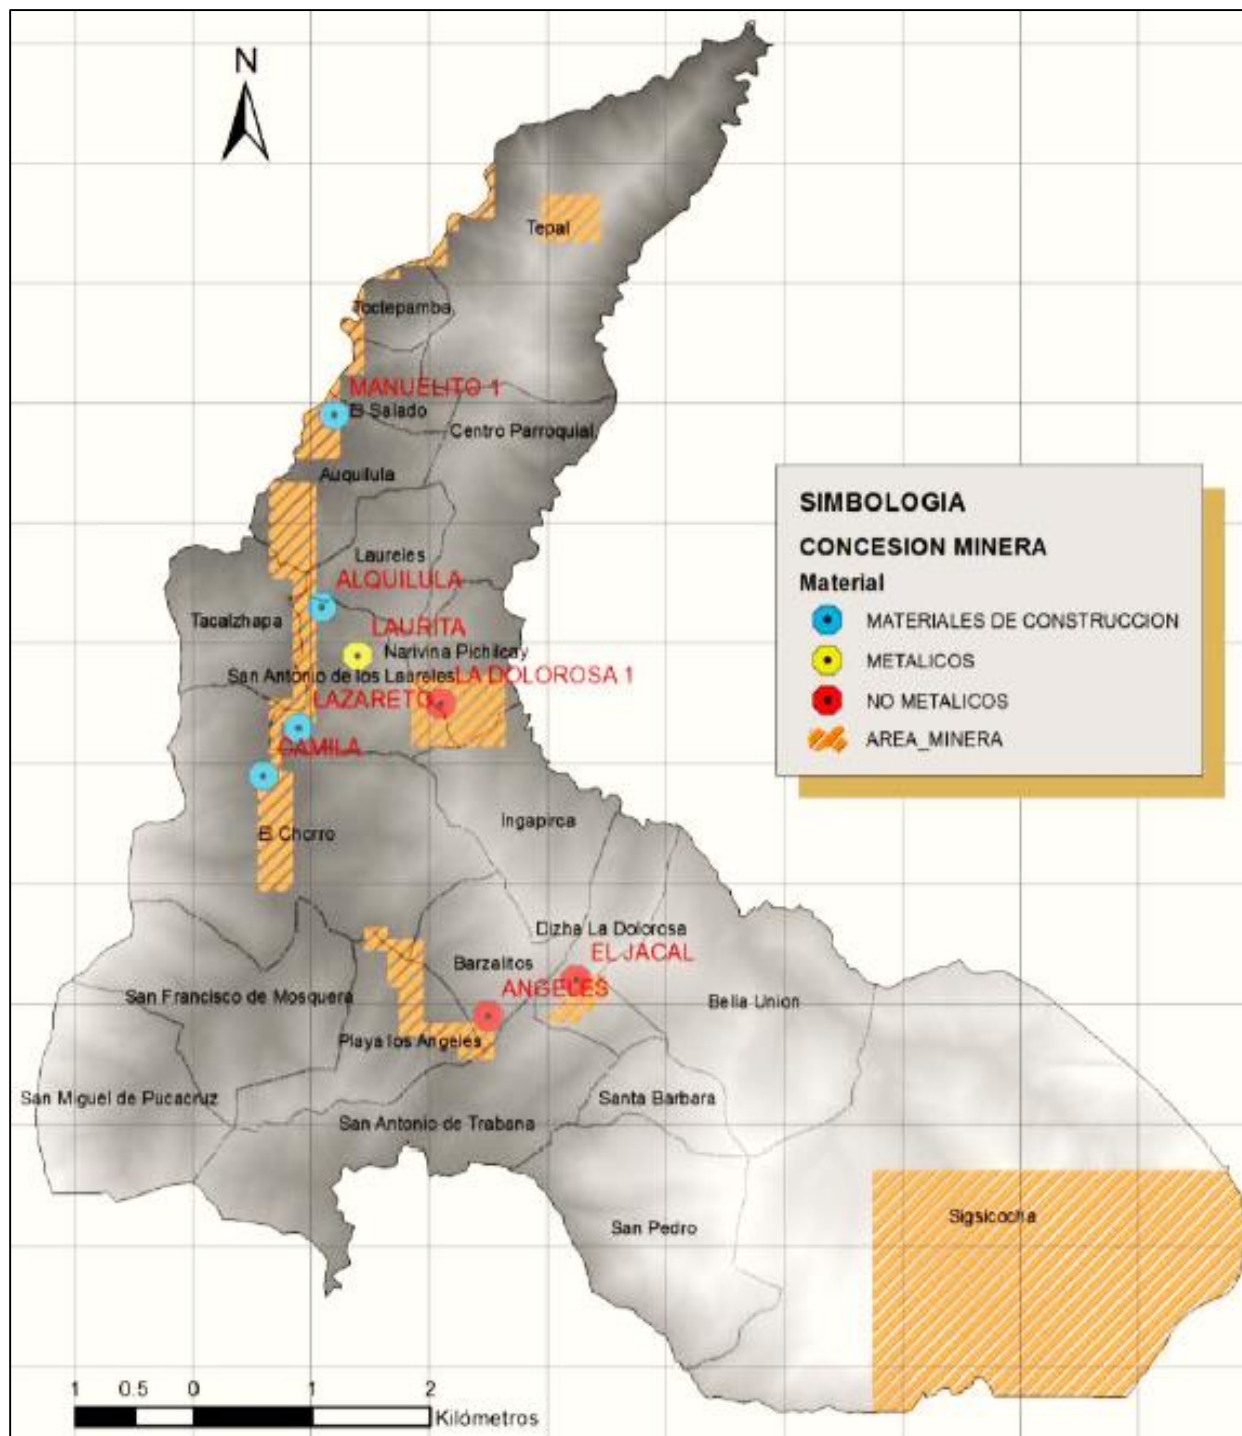 N
Tepal
Toctepamba
MANUELITO 1
El Salado
Centro Parroquial
Auquilula
Laureles
ALQUILULA
Tacalzhapa
LAURITA
Narivina Pichilcay
San Antonio de los Laureles
LA DOLOROSA 1
LAZARETO
CAMILA
El Chorro
Ingapirca
Dizha La Dolorosa
Barzalitos
EL JACAL
ANGELES
San Francisco de Mosquera
Bella Union
Playa los Angeles
San Miguel de Pucacruz
Santa Barbara
San Antonio de Trabana
Sigsicocha
San Pedro
SIMBOLOGIA
CONCESION MINERA
Material
MATERIALES DE CONSTRUCCION
METALICOS
NO METALICOS
AREA_MINERA
1 0.5 0 1 2
Kilómetros